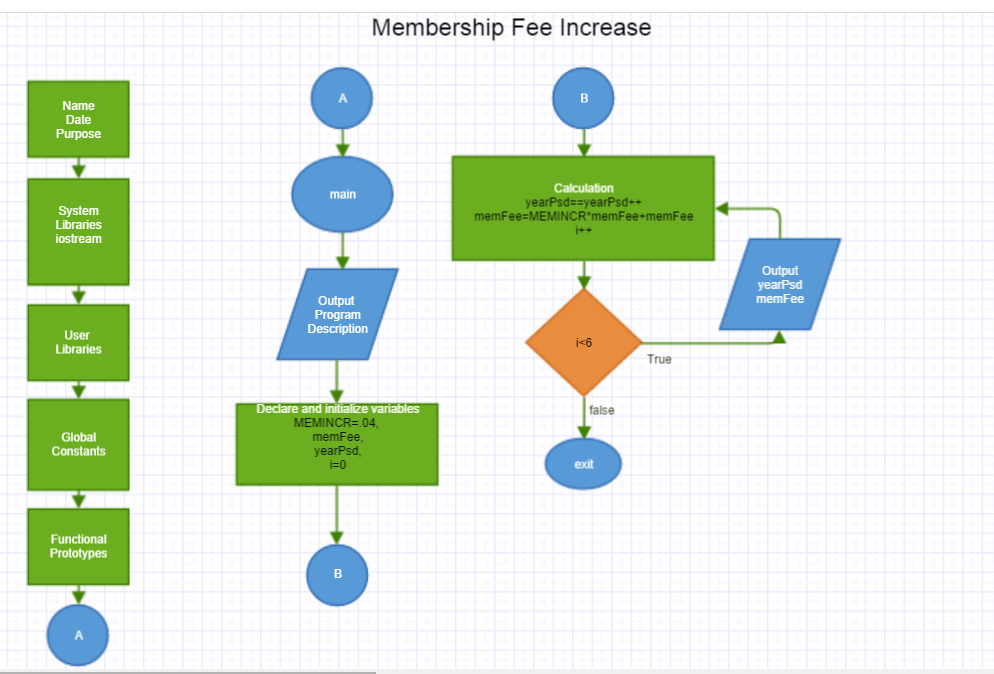 Membership Fee Increase
Name
Date
Purpose
System
Libraries
iostream
User
Libraries
Global
Constants
Functional
Prototypes
A
A
main
Output
Program
Description
Declare and initialize variables
MEMINCR=.04,
memFee,
yearPsd,
i=0
B
B
Calculation
yearPsd==yearPsd++
memFee=MEMINCR*memFee+memFee
i++
i<6
True
Output
yearPsd
memFee
false
exit